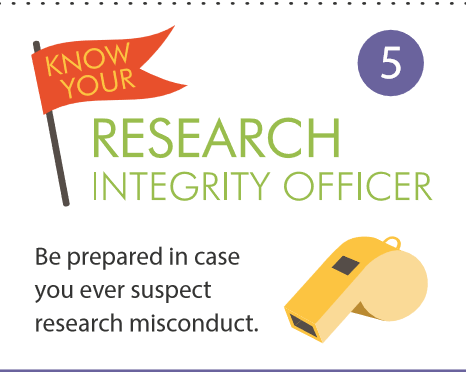 KNOW
YOUR
5
RESEARCH
INTEGRITY OFFICER
Be prepared in case
you ever suspect
research misconduct.